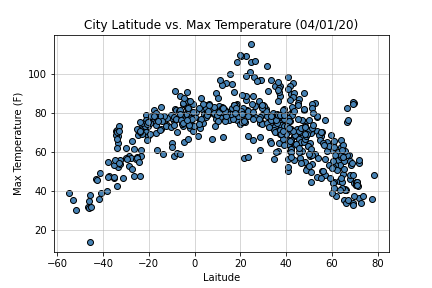 City Latitude vs. Max Temperature (04/01/20)
Max Temperature (F)
100
80
60
40
20
−60 −40 −20 0 20 40 60 80
Laitude